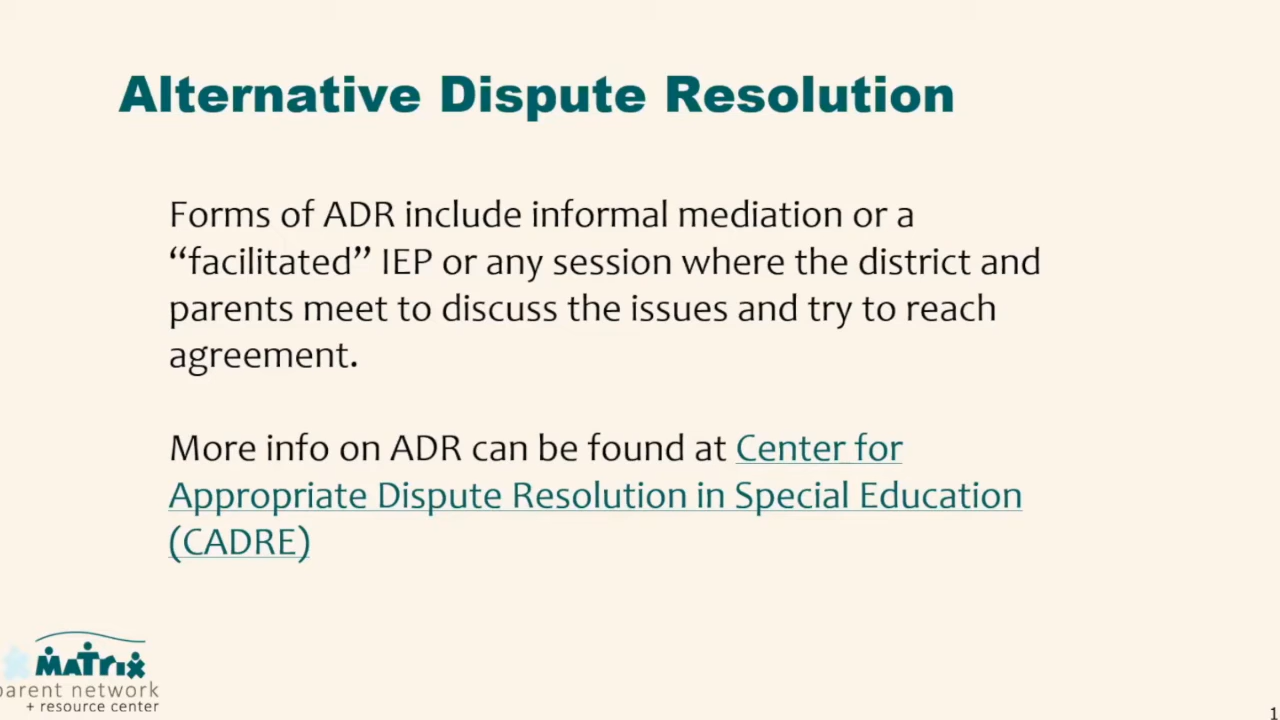 Alternative Dispute Resolution
Forms of ADR include informal mediation or a
“facilitated” IEP or any session where the district and
parents meet to discuss the issues and try to reach
agreement.
More info on ADR can be found at Center for
Appropriate Dispute Resolution in Special Education
(CADRE)
MATRIX
parent network
+ resource center
1